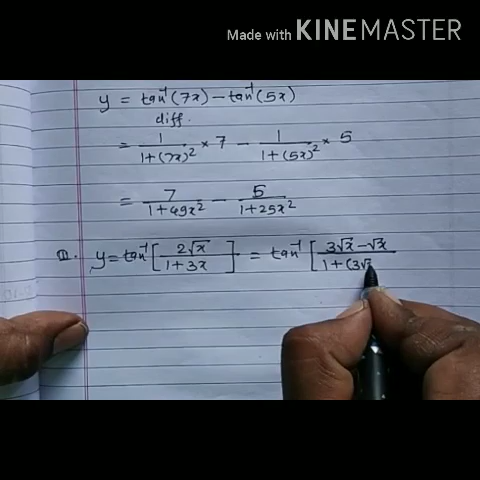 Made with KINEMASTER
y = tan⁻¹(7x) − tan⁻¹(5x)
diff.
= 1/(1+(7x)²) × 7 − 1/(1+(5x)²) × 5
= 7/(1+49x²) − 5/(1+25x²)
II. y = tan⁻¹[2√x/(1+3x)] = tan⁻¹[(3√x−√x)/(1+(3√